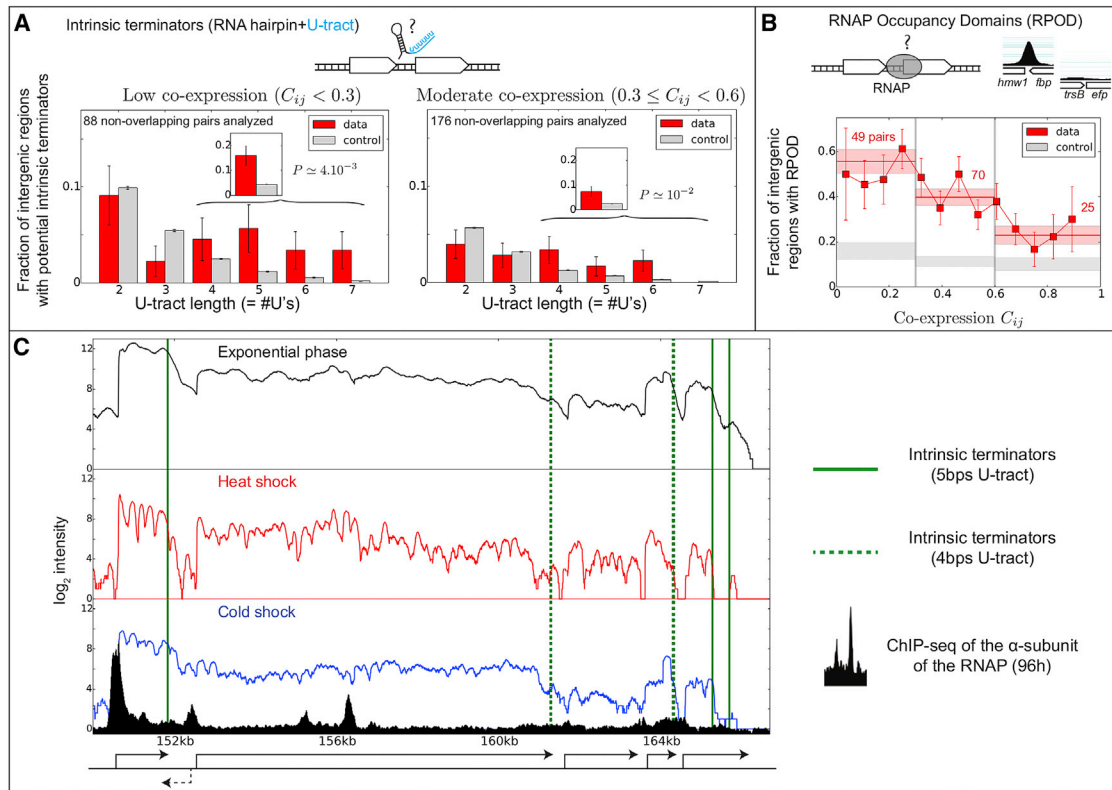 A
Intrinsic terminators (RNA hairpin+U-tract)
?
UUUUUU
Low co-expression (C_ij < 0.3)
88 non-overlapping pairs analyzed
data
control
0.2
0.1
0
P ≃ 4.10⁻³
Fraction of intergenic regions
with potential intrinsic terminators
0.1
0
2 3 4 5 6 7
U-tract length (= #U's)
Moderate co-expression (0.3 ≤ C_ij < 0.6)
176 non-overlapping pairs analyzed
data
control
0.2
0.1
0
P ≃ 10⁻²
0.1
0
2 3 4 5 6 7
U-tract length (= #U's)
B
RNAP Occupancy Domains (RPOD)
?
RNAP
hmw1 fbp
trsB efp
data
control
49 pairs
70
25
Fraction of intergenic
regions with RPOD
0.6
0.4
0.2
0
0 0.2 0.4 0.6 0.8 1
Co-expression C_ij
C
Exponential phase
12
8
4
0
Heat shock
12
8
4
0
Cold shock
12
8
4
0
log₂ intensity
152kb 156kb 160kb 164kb
Intrinsic terminators
(5bps U-tract)
Intrinsic terminators
(4bps U-tract)
ChIP-seq of the α-subunit
of the RNAP (96h)